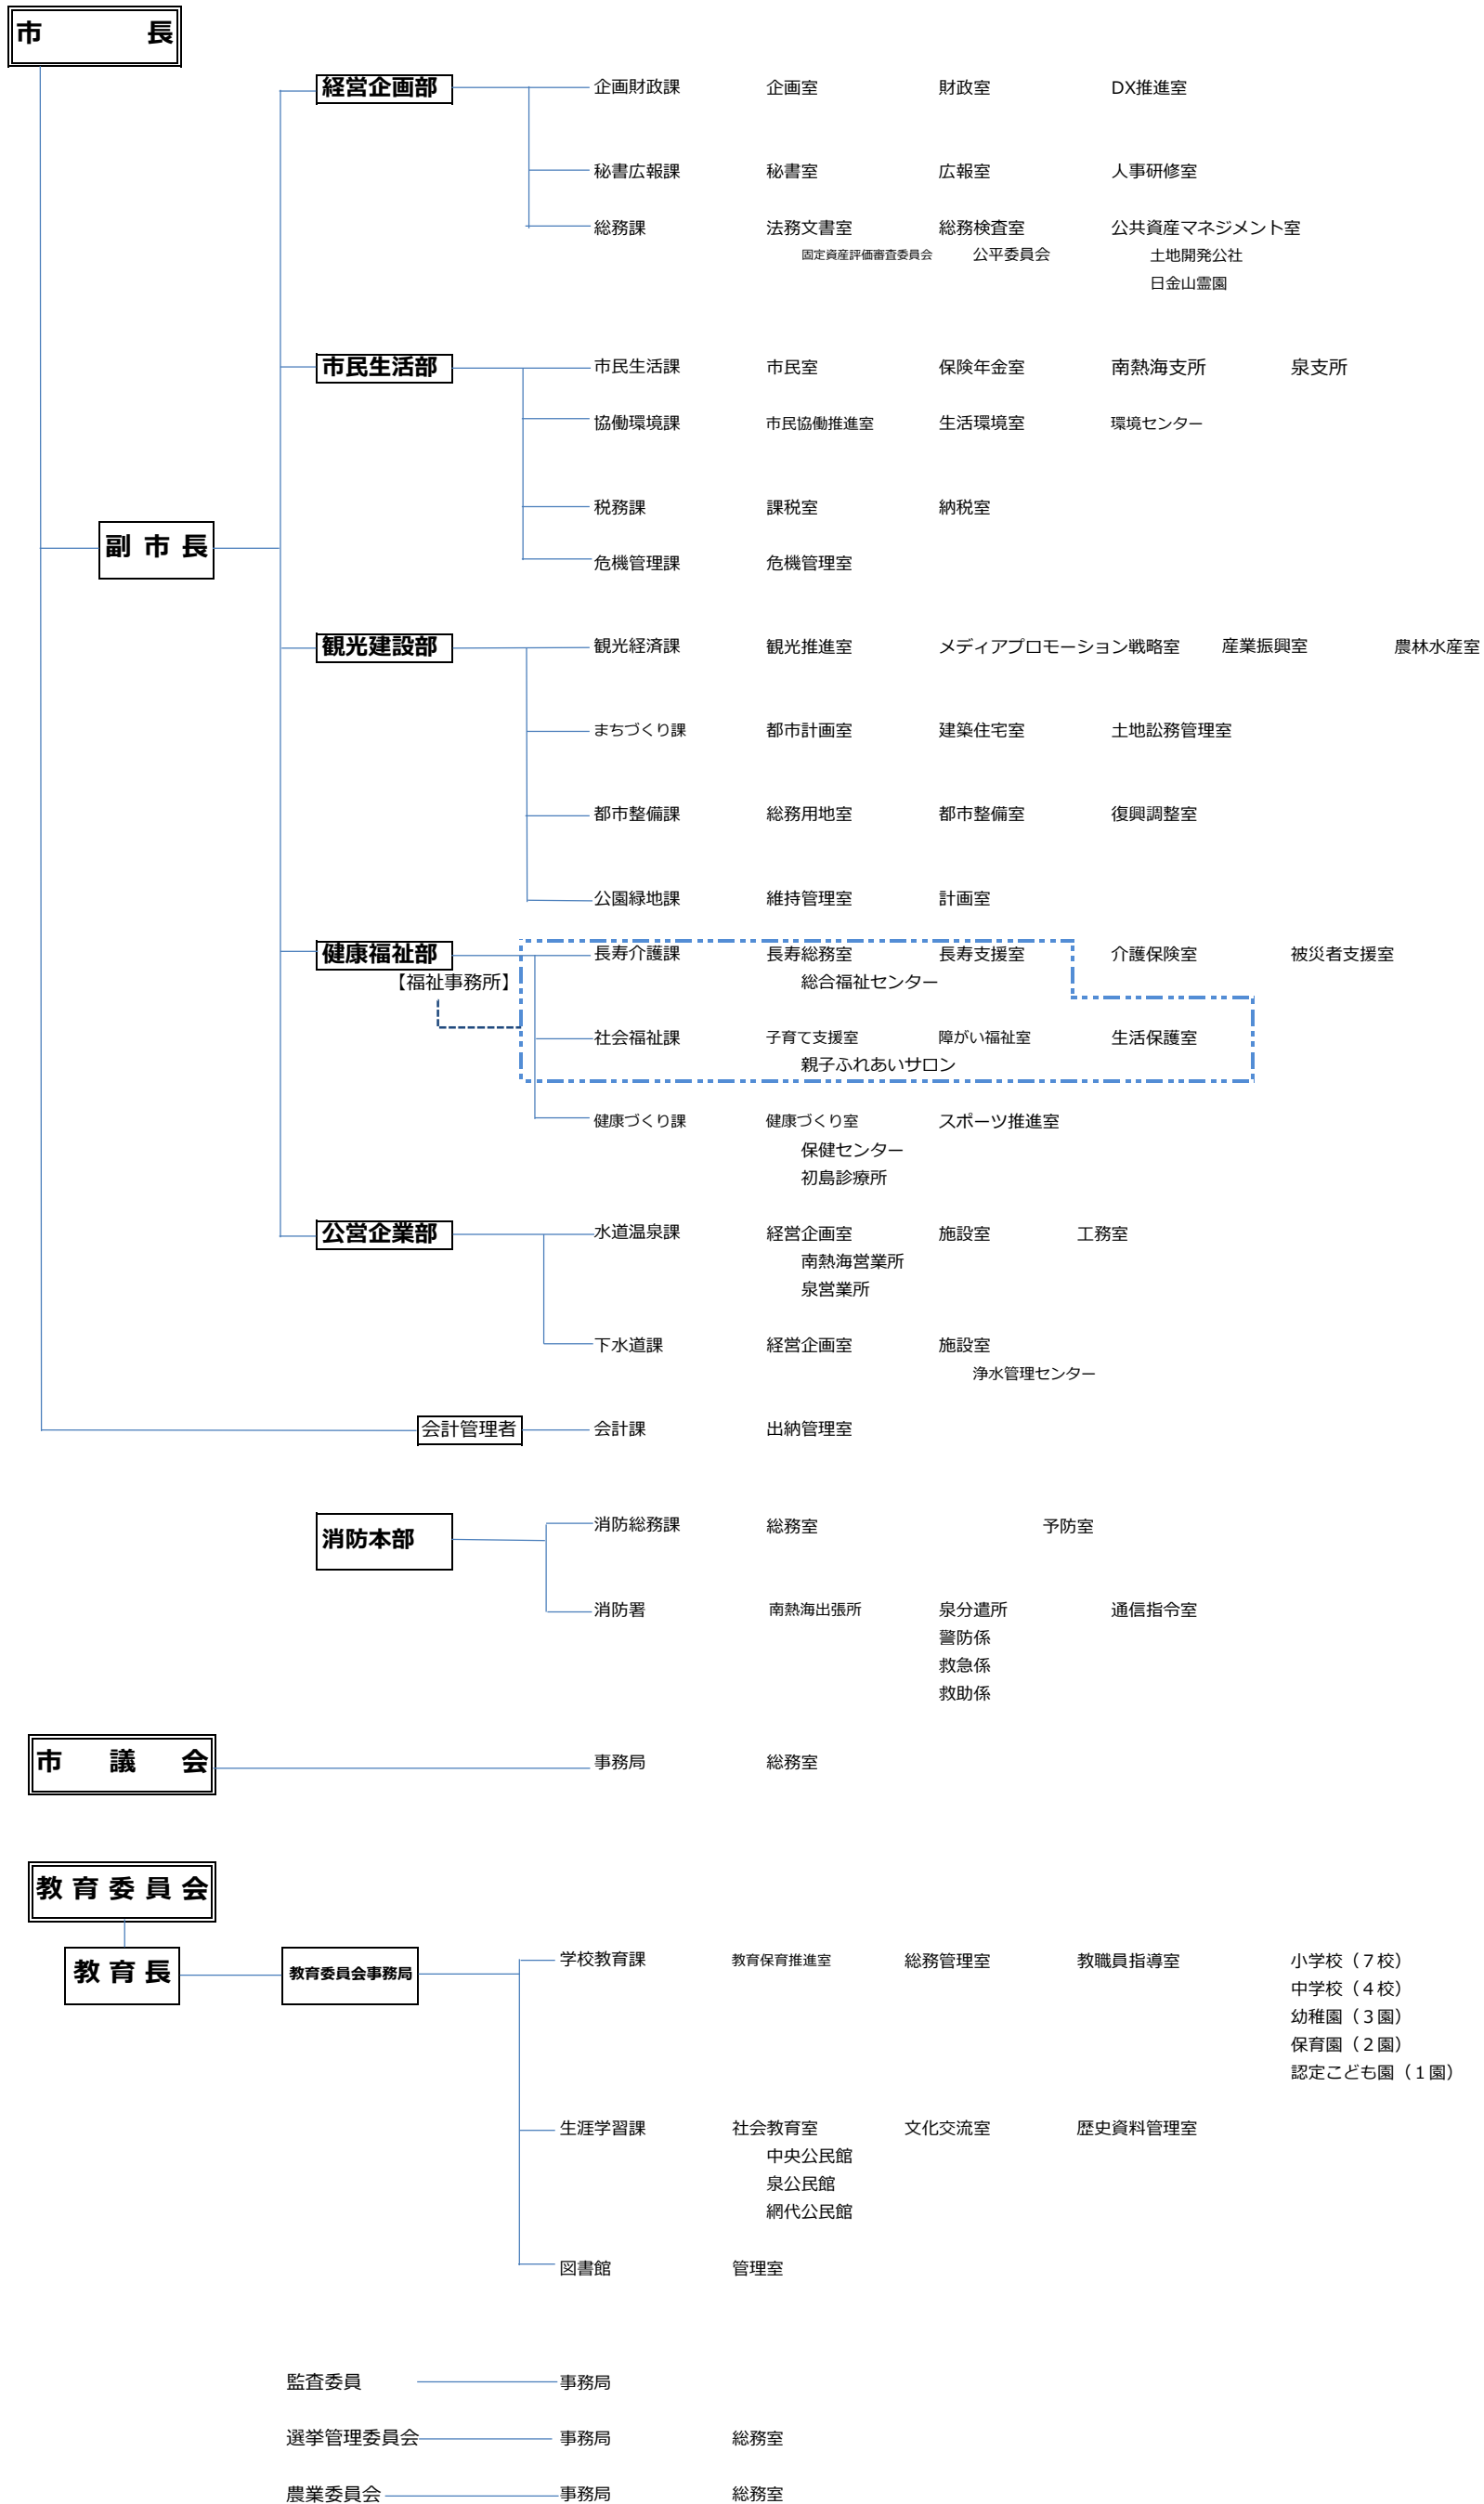 市 長
経営企画部 企画財政課 企画室 財政室 DX推進室
秘書広報課 秘書室 広報室 人事研修室
総務課 法務文書室 総務検査室 公共資産マネジメント室
固定資産評価審査委員会 公平委員会 土地開発公社
日金山霊園
市民生活部 市民生活課 市民室 保険年金室 南熱海支所 泉支所
協働環境課 市民協働推進室 生活環境室 環境センター
税務課 課税室 納税室
副 市 長
危機管理課 危機管理室
観光建設部 観光経済課 観光推進室 メディアプロモーション戦略室 産業振興室 農林水産室
まちづくり課 都市計画室 建築住宅室 土地訟務管理室
都市整備課 総務用地室 都市整備室 復興調整室
公園緑地課 維持管理室 計画室
健康福祉部 長寿介護課 長寿総務室 長寿支援室 介護保険室 被災者支援室
【福祉事務所】 総合福祉センター
社会福祉課 子育て支援室 障がい福祉室 生活保護室
親子ふれあいサロン
健康づくり課 健康づくり室 スポーツ推進室
保健センター
初島診療所
公営企業部 水道温泉課 経営企画室 施設室 工務室
南熱海営業所
泉営業所
下水道課 経営企画室 施設室
浄水管理センター
会計管理者 会計課 出納管理室
消防本部 消防総務課 総務室 予防室
消防署 南熱海出張所 泉分遣所 通信指令室
警防係
救急係
救助係
市 議 会 事務局 総務室
教 育 委 員 会
教 育 長 教育委員会事務局 学校教育課 教育保育推進室 総務管理室 教職員指導室 小学校（７校）
中学校（４校）
幼稚園（３園）
保育園（２園）
認定こども園（１園）
生涯学習課 社会教育室 文化交流室 歴史資料管理室
中央公民館
泉公民館
網代公民館
図書館 管理室
監査委員 事務局
選挙管理委員会 事務局 総務室
農業委員会 事務局 総務室